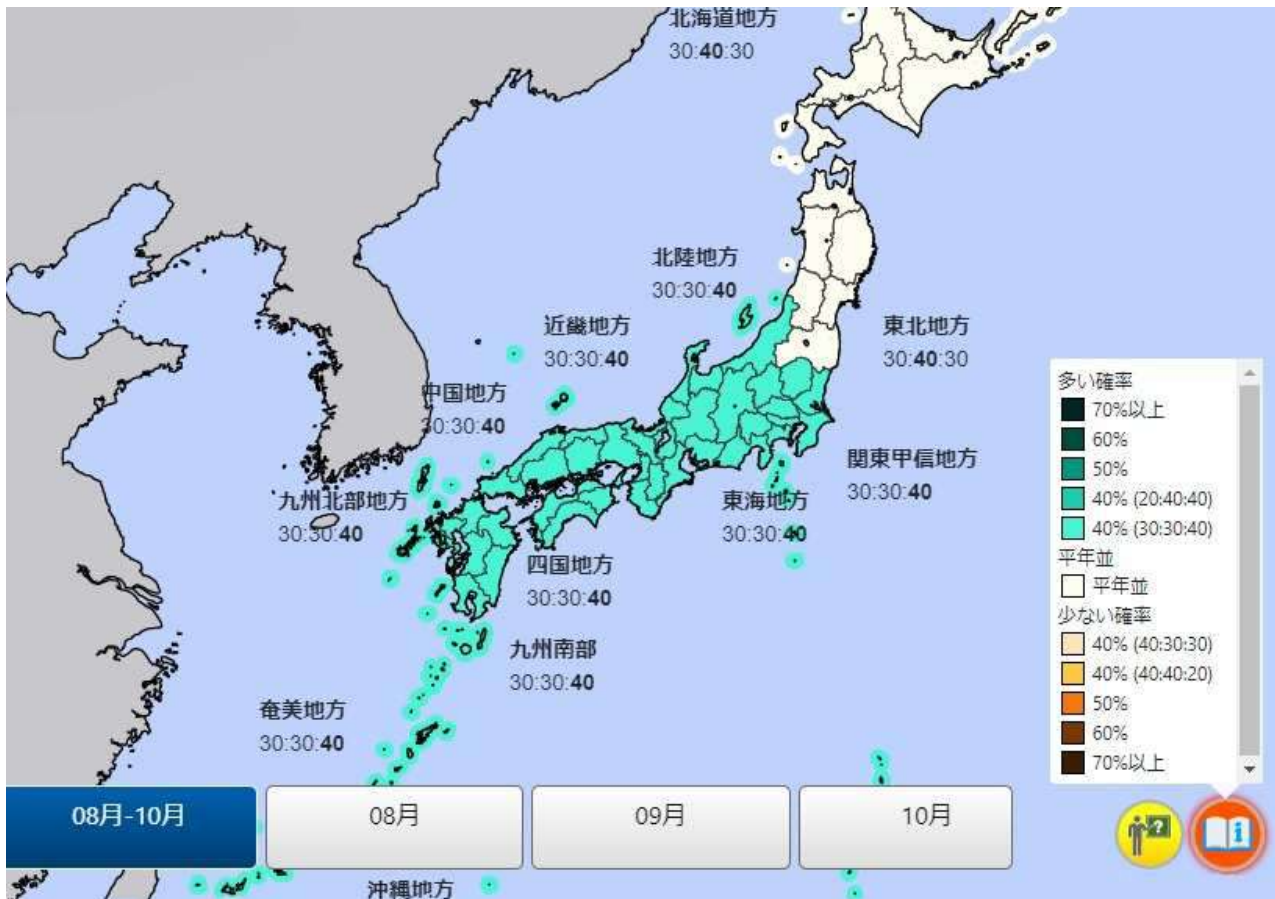 北海道地方
30:40:30
北陸地方
30:30:40
近畿地方
30:30:40
東北地方
30:40:30
中国地方
30:30:40
関東甲信地方
30:30:40
九州北部地方
30:30:40
東海地方
30:30:40
四国地方
30:30:40
九州南部
30:30:40
奄美地方
30:30:40
沖縄地方
多い確率
70%以上
60%
50%
40% (20:40:40)
40% (30:30:40)
平年並
平年並
少ない確率
40% (40:30:30)
40% (40:40:20)
50%
60%
70%以上
08月-10月
08月
09月
10月
?
i